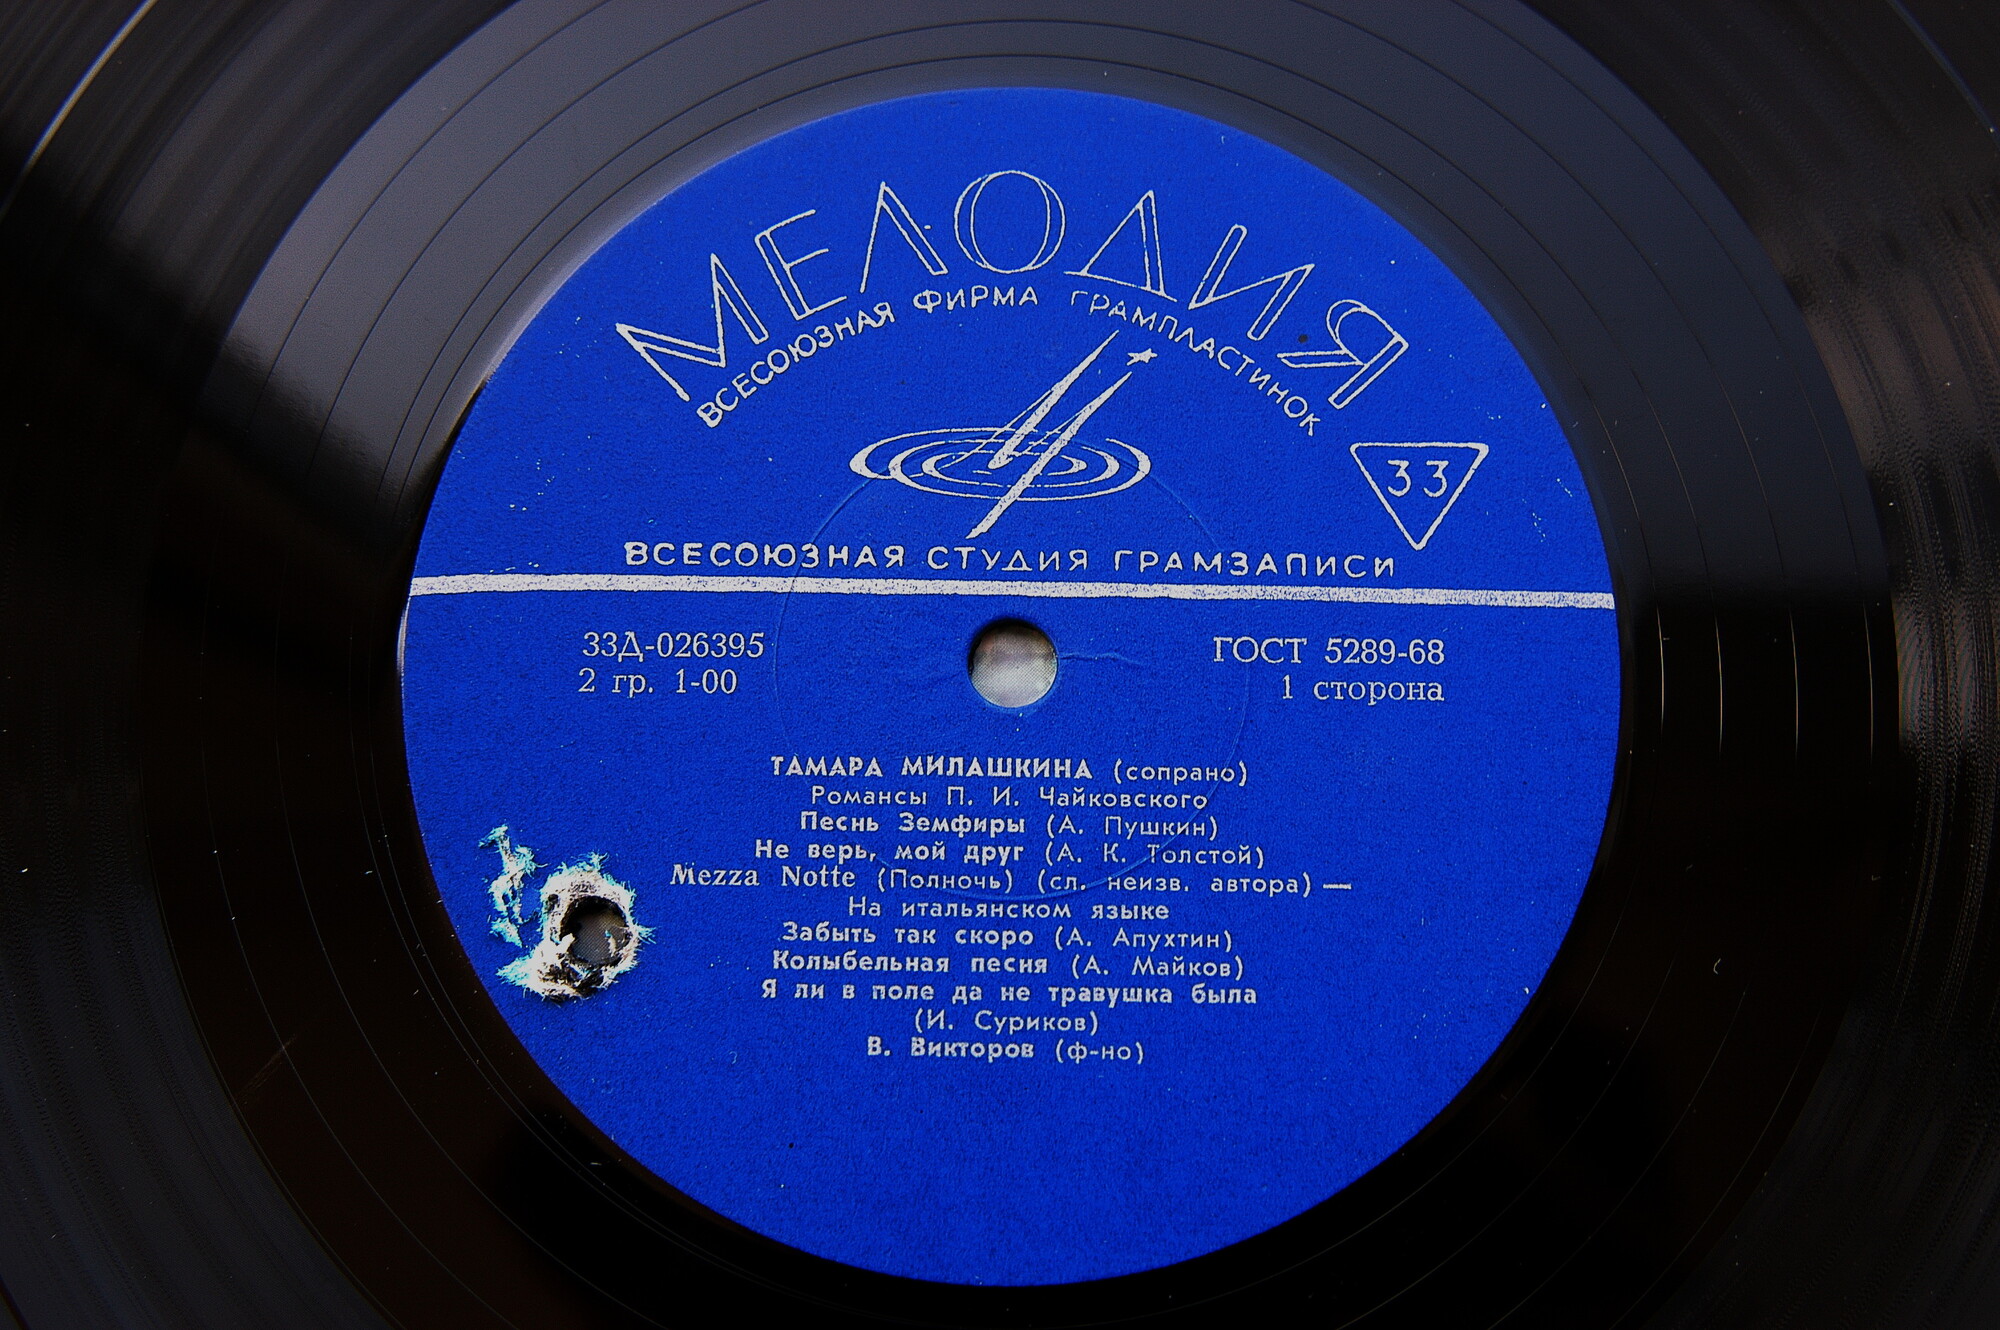 МЕЛОДИЯ
ВСЕСОЮЗНАЯ ФИРМА ГРАМПЛАСТИНОК
33
ВСЕСОЮЗНАЯ СТУДИЯ ГРАМЗАПИСИ
33Д-026395
2 гр. 1-00
ГОСТ 5289-68
1 сторона
ТАМАРА МИЛАШКИНА (сопрано)
Романсы П. И. Чайковского
Песнь Земфиры (А. Пушкин)
Не верь, мой друг (А. К. Толстой)
Mezza Notte (Полночь) (сл. неизв. автора) —
На итальянском языке
Забыть так скоро (А. Апухтин)
Колыбельная песня (А. Майков)
Я ли в поле да не травушка была
(И. Суриков)
В. Викторов (ф-но)